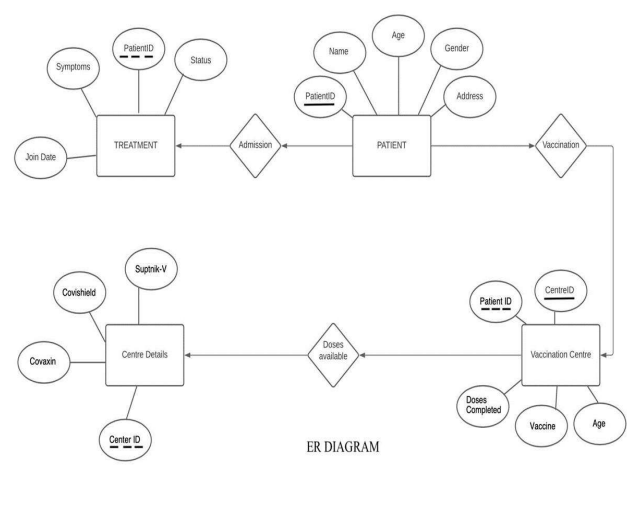 Symptoms
PatientID
Status
Join Date
TREATMENT
Admission
Name
Age
Gender
PatientID
Address
PATIENT
Vaccination
Suptnik-V
Covishield
Covaxin
Centre Details
Center ID
Doses
available
Patient ID
CentreID
Vaccination Centre
Doses
Completed
Vaccine
Age
ER DIAGRAM